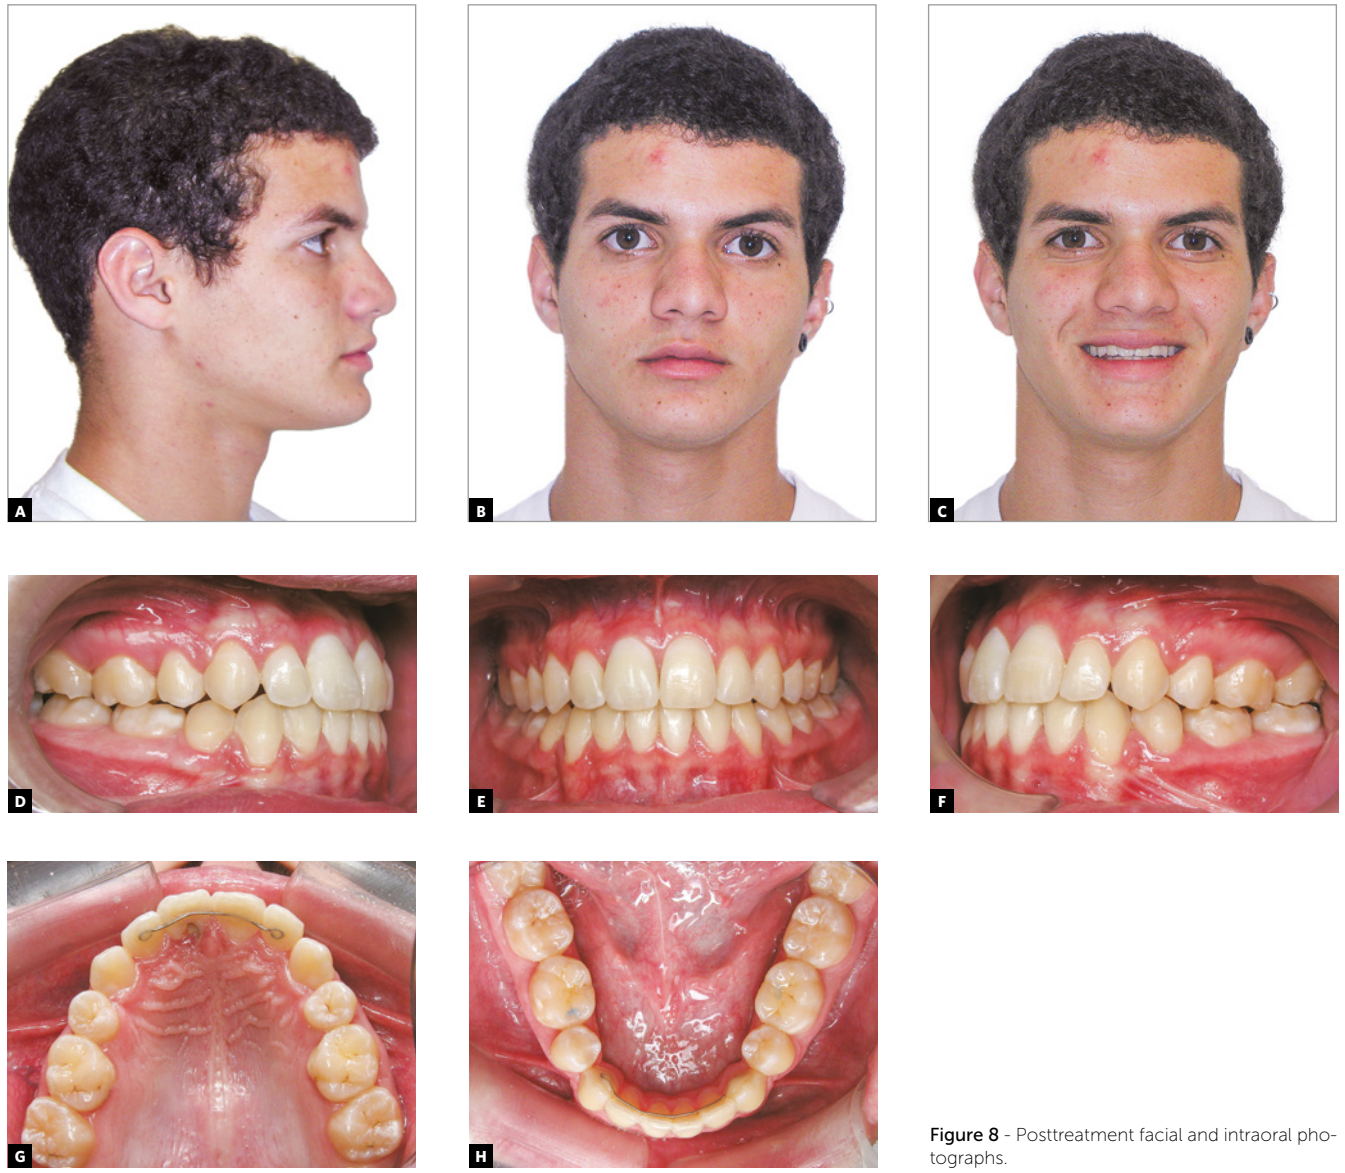 A
B
C
D
E
F
G
H
Figure 8 - Posttreatment facial and intraoral pho-
tographs.